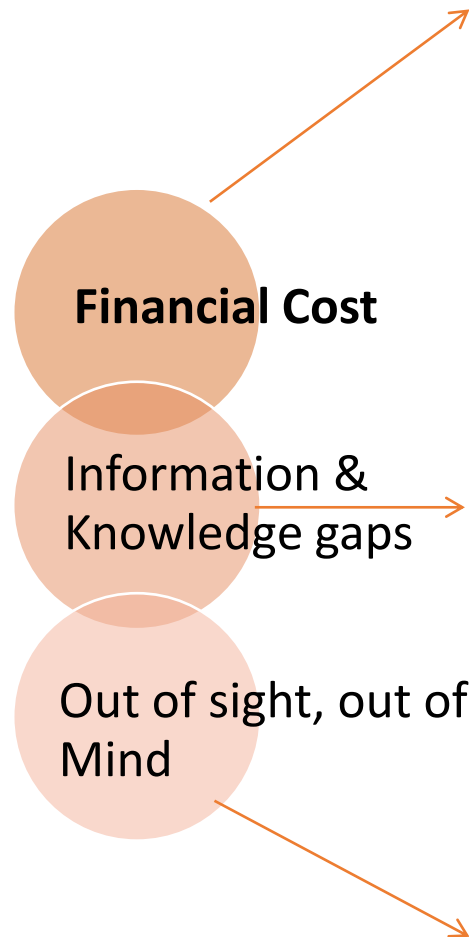 Financial Cost
Information &
Knowledge gaps
Out of sight, out of
Mind